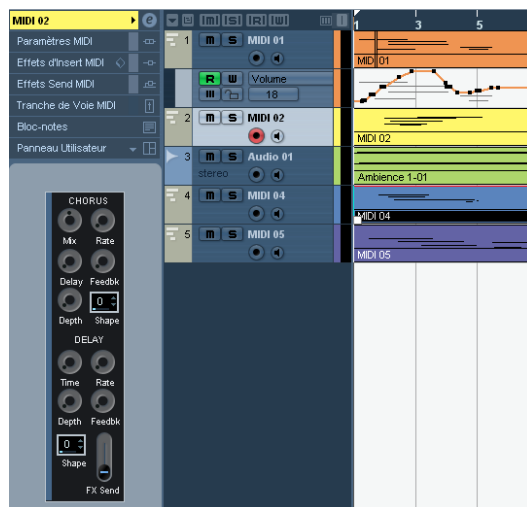 MIDI 02
Paramètres MIDI
Effets d'Insert MIDI
Effets Send MIDI
Tranche de Voie MIDI
Bloc-notes
Panneau Utilisateur
CHORUS
Mix Rate
Delay Feedbk
0
Depth Shape
DELAY
Time Rate
Depth Feedbk
0
Shape
FX Send
m S R W
1 m S MIDI 01
R W Volume
18
2 m S MIDI 02
3 m S Audio 01
stereo
4 m S MIDI 04
5 m S MIDI 05
1 3 5
MIDI 01
MIDI 02
Ambience 1-01
MIDI 04
MIDI 05